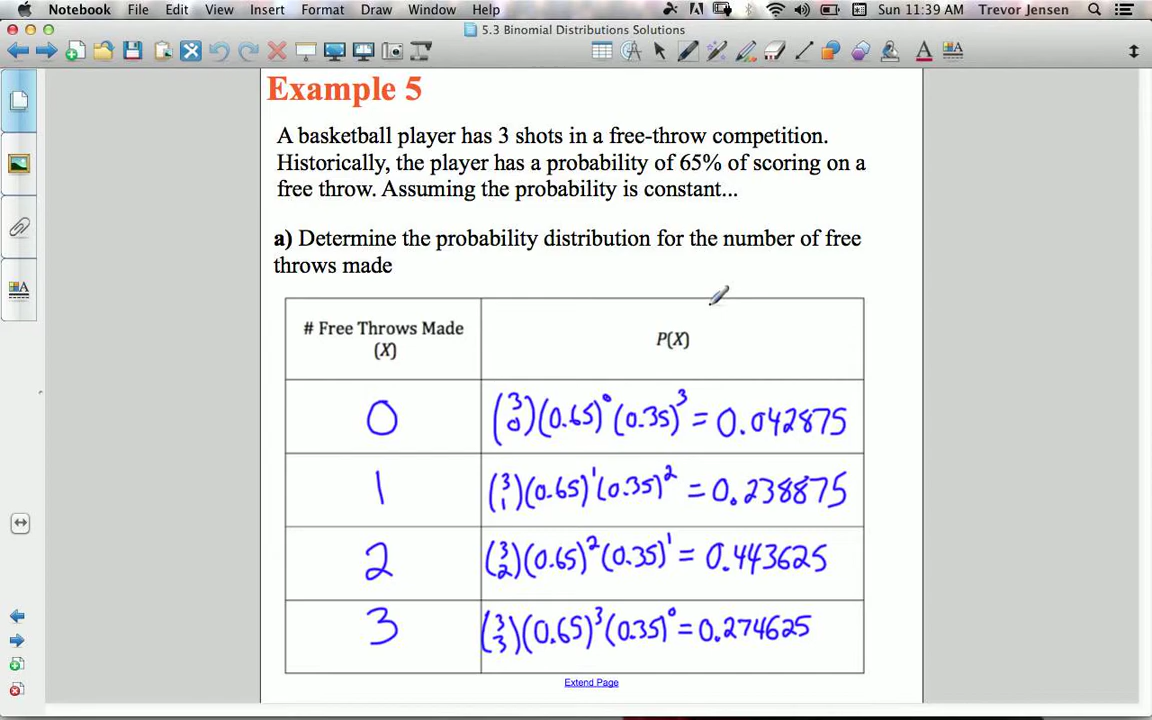 Notebook File Edit View Insert Format Draw Window Help Sun 11:39 AM Trevor Jensen
5.3 Binomial Distributions Solutions
Example 5
A basketball player has 3 shots in a free-throw competition.
Historically, the player has a probability of 65% of scoring on a
free throw. Assuming the probability is constant...
a) Determine the probability distribution for the number of free
throws made
# Free Throws Made
(X)
P(X)
0
(3 0)(0.65)^0 (0.35)^3 = 0.042875
1
(3 1)(0.65)^1 (0.35)^2 = 0.238875
2
(3 2)(0.65)^2 (0.35)^1 = 0.443625
3
(3 3)(0.65)^3 (0.35)^0 = 0.274625
Extend Page